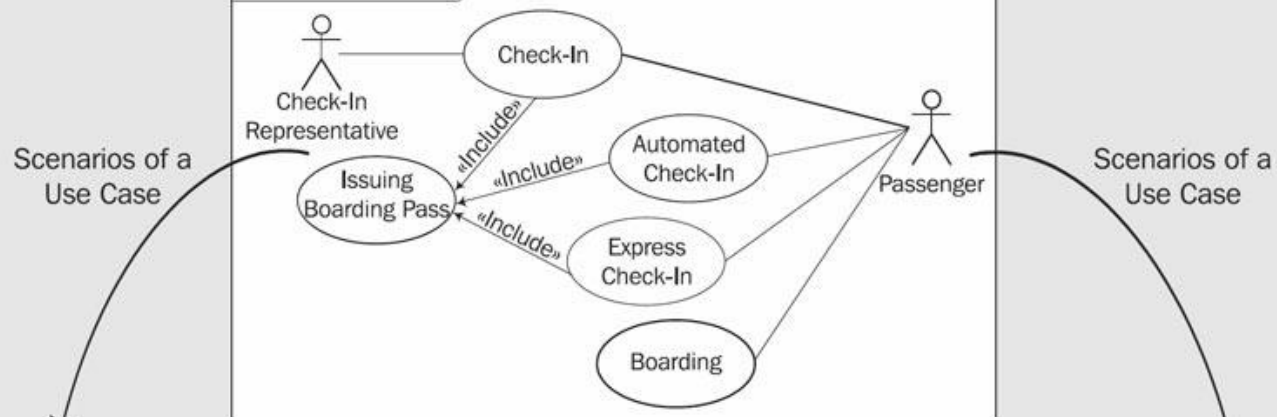 Check-In
Check-In
Representative
Scenarios of a
Use Case
«Include»
Automated
Check-In
Passenger
Scenarios of a
Use Case
«Include»
Issuing
Boarding Pass
«Include»
Express
Check-In
Boarding